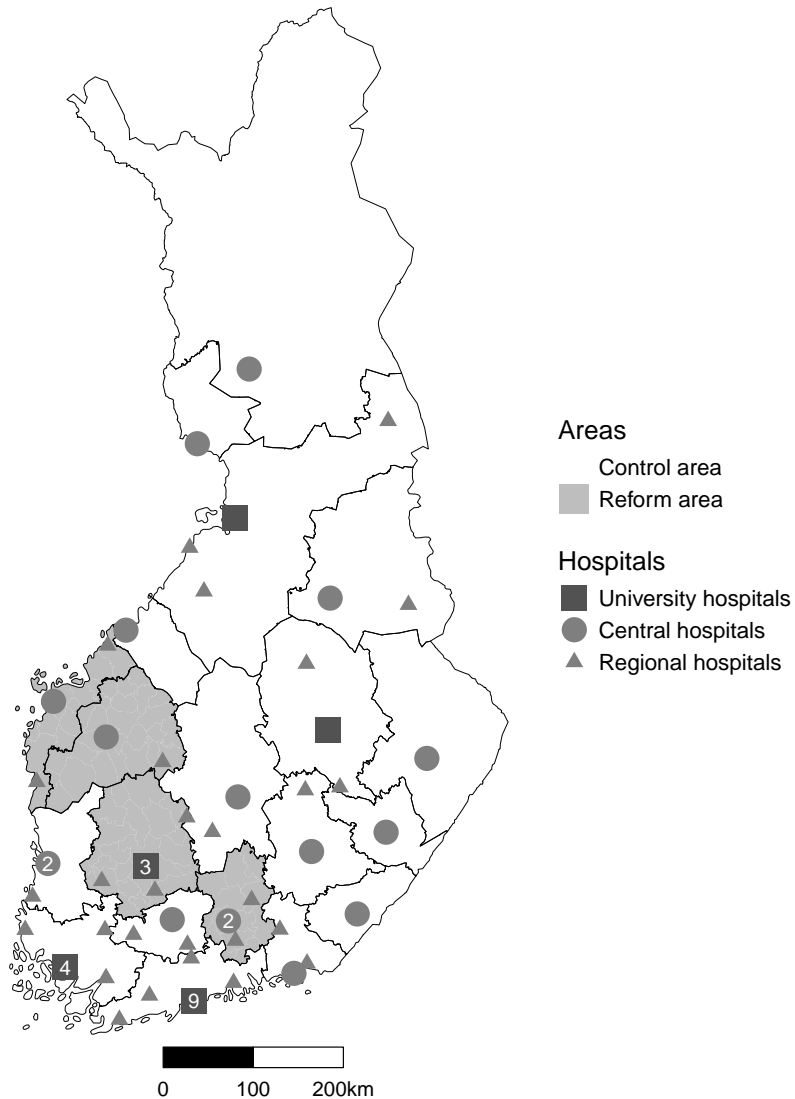 Areas
Control area
Reform area
Hospitals
University hospitals
Central hospitals
Regional hospitals
2
3
2
4
9
0 100 200km